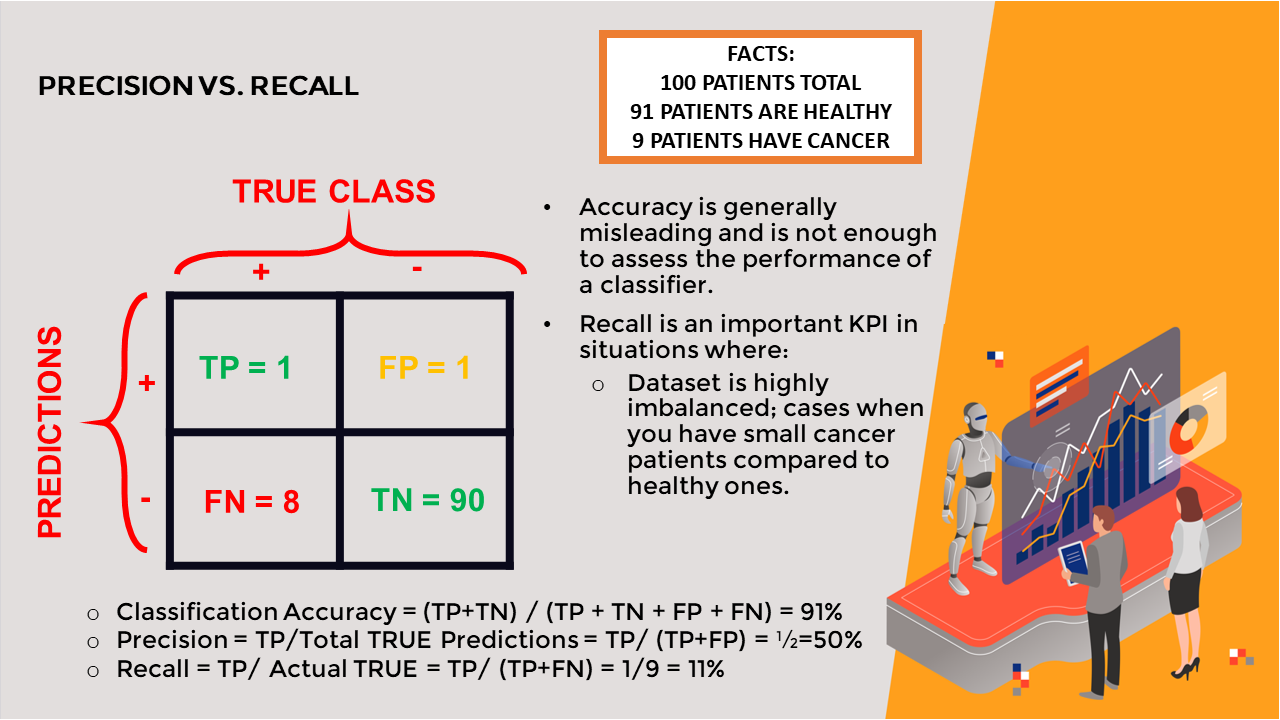 PRECISION VS. RECALL
FACTS:
100 PATIENTS TOTAL
91 PATIENTS ARE HEALTHY
9 PATIENTS HAVE CANCER
TRUE CLASS
+ -
PREDICTIONS
+
-
TP = 1
FP = 1
FN = 8
TN = 90
• Accuracy is generally
misleading and is not enough
to assess the performance of
a classifier.
• Recall is an important KPI in
situations where:
o Dataset is highly
imbalanced; cases when
you have small cancer
patients compared to
healthy ones.
o Classification Accuracy = (TP+TN) / (TP + TN + FP + FN) = 91%
o Precision = TP/Total TRUE Predictions = TP/ (TP+FP) = ½=50%
o Recall = TP/ Actual TRUE = TP/ (TP+FN) = 1/9 = 11%